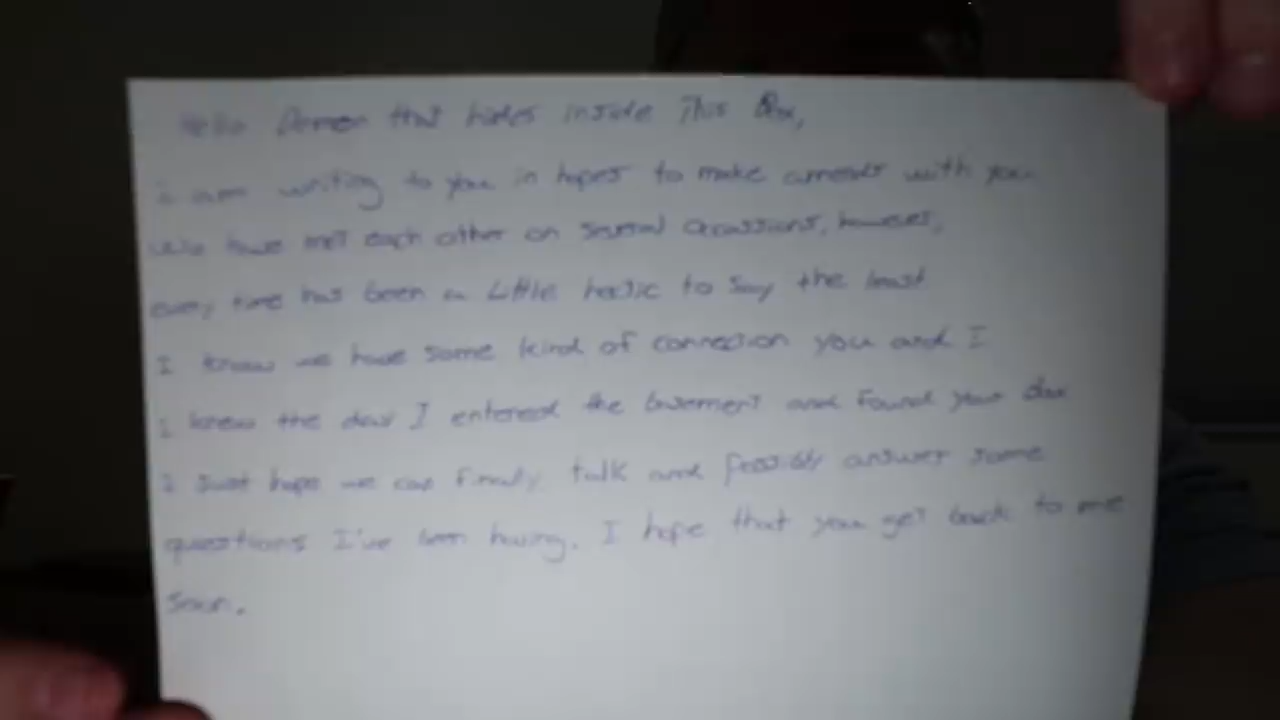 Hello Demon that hides inside This Box,
i am writing to you in hopes to make amends with you
We have met each other on several occassions, however,
every time has been a Little hectic to say the least
I know we have some kind of connection you and I
I knew the day I entered the basement and found your box
I Just hope we can finally talk and possibly answer some
questions I've been having. I hope that you get back to me
soon.